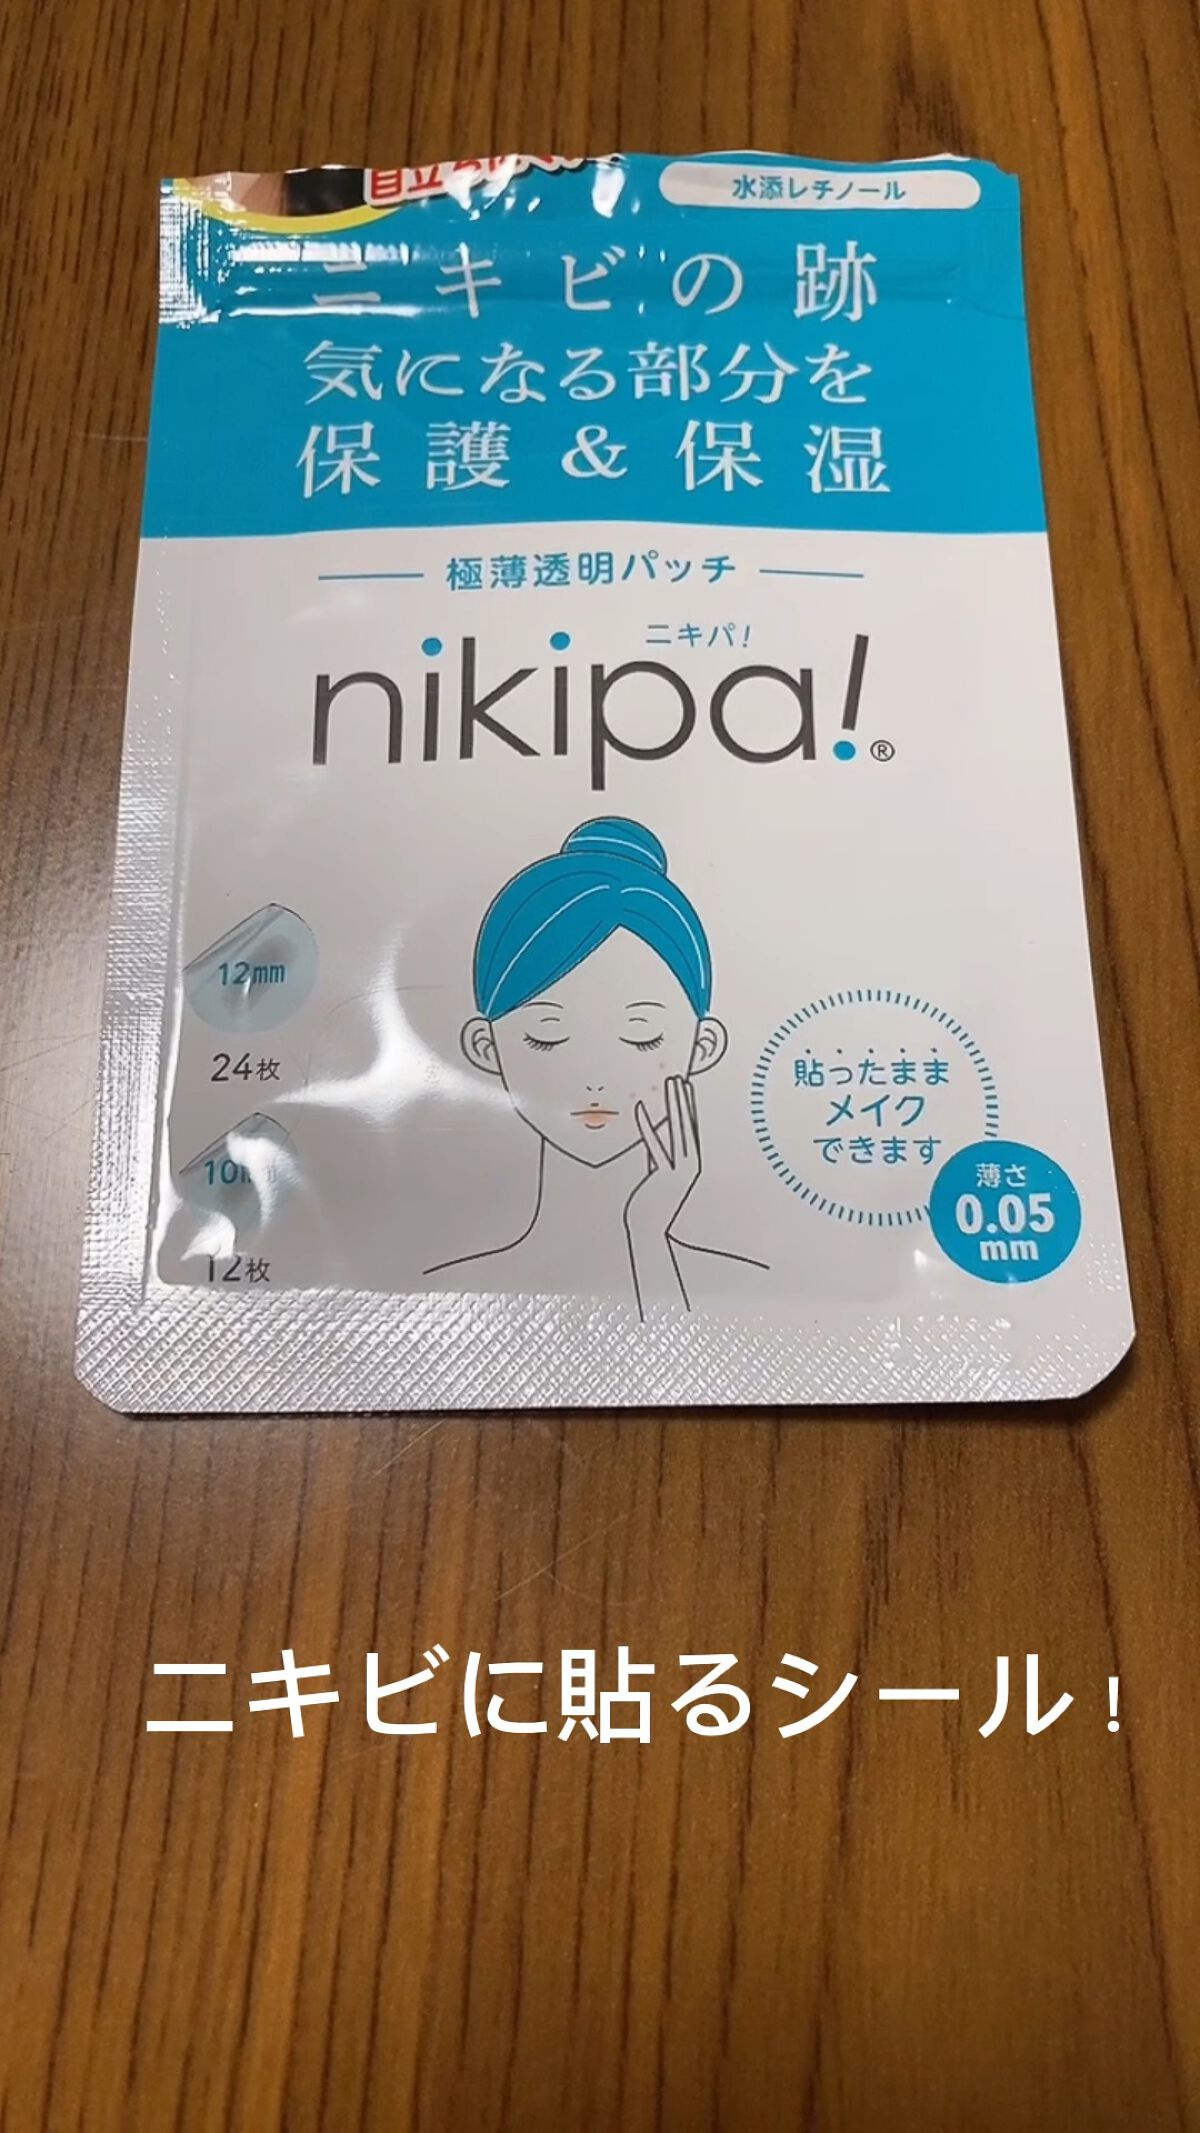 水添レチノール
ニキビの跡
気になる部分を
保護&保湿
極薄透明パッチ
ニキパ!
nikipa!®
12mm
24枚
12枚
貼ったまま
メイク
できます
薄さ
0.05
mm
ニキビに貼るシール!